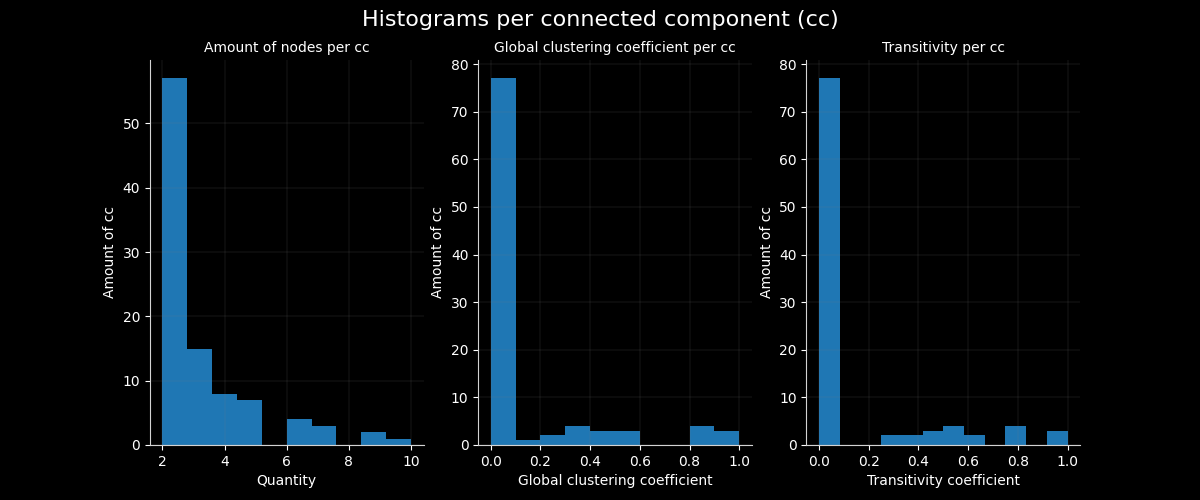 Histograms per connected component (cc)
Amount of nodes per cc
Amount of cc
50
40
30
20
10
0
2 4 6 8 10
Quantity
Global clustering coefficient per cc
Amount of cc
80
70
60
50
40
30
20
10
0
0.0 0.2 0.4 0.6 0.8 1.0
Global clustering coefficient
Transitivity per cc
Amount of cc
80
70
60
50
40
30
20
10
0
0.0 0.2 0.4 0.6 0.8 1.0
Transitivity coefficient